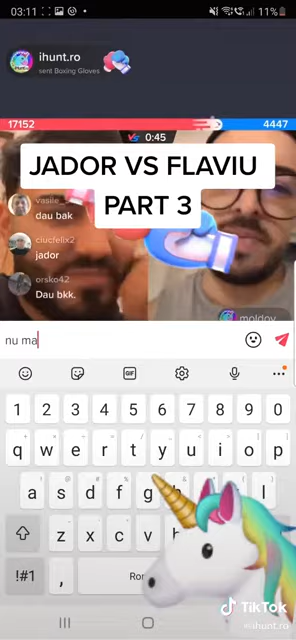 03:11
11%
ihunt.ro
sent Boxing Gloves
17152
4447
VS 0:45
JADOR VS FLAVIU
PART 3
vasile_
dau bak
ciucfelix2
jador
orsko42
Dau bkk.
moldov
nu ma
GIF
1 2 3 4 5 6 7 8 9 0
q w e r t y u i o p
a s d f g l
z x c v
!#1 ,
TikTok
@ihunt.ro